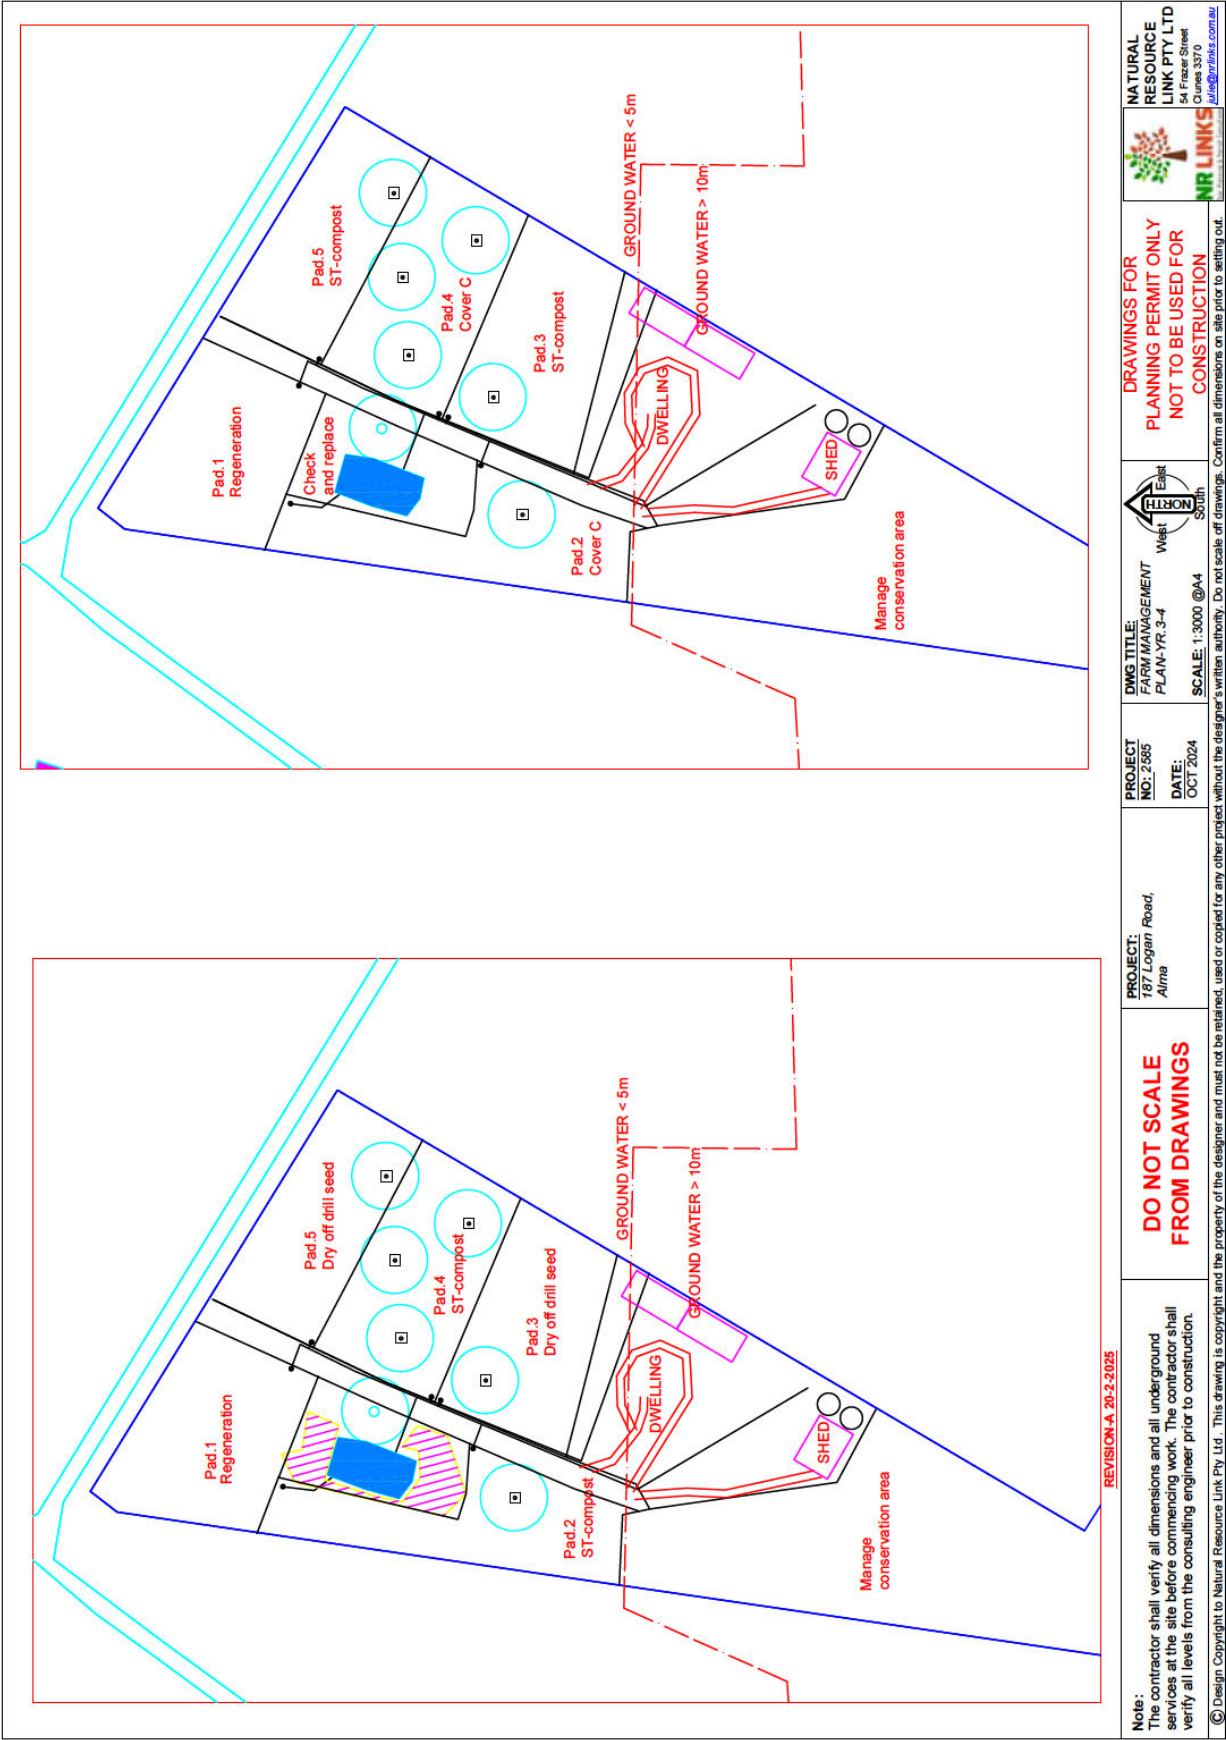 Pad.1
Regeneration
Pad.5
Dry off drill seed
Pad.4
ST-compost
Pad.3
Dry off drill seed
Pad.2
ST-compost
GROUND WATER < 5m
GROUND WATER > 10m
DWELLING
SHED
Manage
conservation area
Pad.1
Regeneration
Check
and replace
Pad.5
ST-compost
Pad.4
Cover C
Pad.3
ST-compost
Pad.2
Cover C
GROUND WATER < 5m
GROUND WATER > 10m
DWELLING
SHED
Manage
conservation area
REVISION-A 20-2-2025
Note:
The contractor shall verify all dimensions and all underground
services at the site before commencing work. The contractor shall
verify all levels from the consulting engineer prior to construction.
DO NOT SCALE
FROM DRAWINGS
PROJECT:
187 Logan Road,
Alma
PROJECT
NO: 2585
DATE:
OCT 2024
DWG TITLE:
FARM MANAGEMENT
PLAN-YR.3-4
SCALE: 1:3000 @A4
NORTH
West
East
South
DRAWINGS FOR
PLANNING PERMIT ONLY
NOT TO BE USED FOR
CONSTRUCTION
NR LINKS
NATURAL
RESOURCE
LINK PTY LTD
54 Frazer Street
Clunes 3370
julie@nrlinks.com.au
© Design Copyright to Natural Resource Link Pty Ltd . This drawing is copyright and the property of the designer and must not be retained, used or copied for any other project without the designer's written authority. Do not scale off drawings. Confirm all dimensions on site prior to setting out.